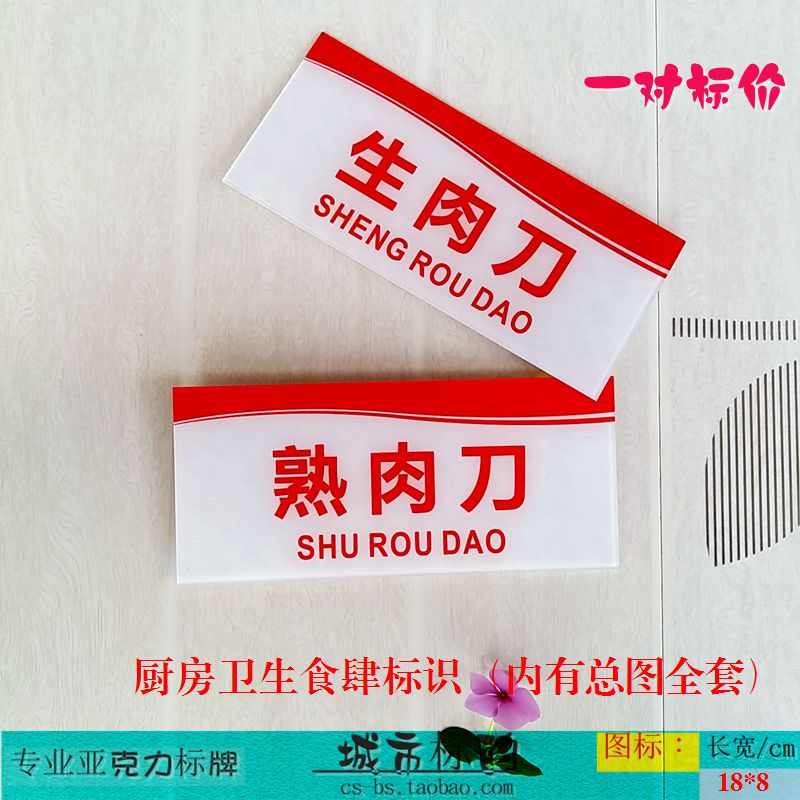 一对标价
生肉刀
SHENG ROU DAO
熟肉刀
SHU ROU DAO
厨房卫生食肆标识（内有总图全套）
专业亚克力标牌
城市标
cs-bs.taobao.com
图标： 长宽/cm
18*8